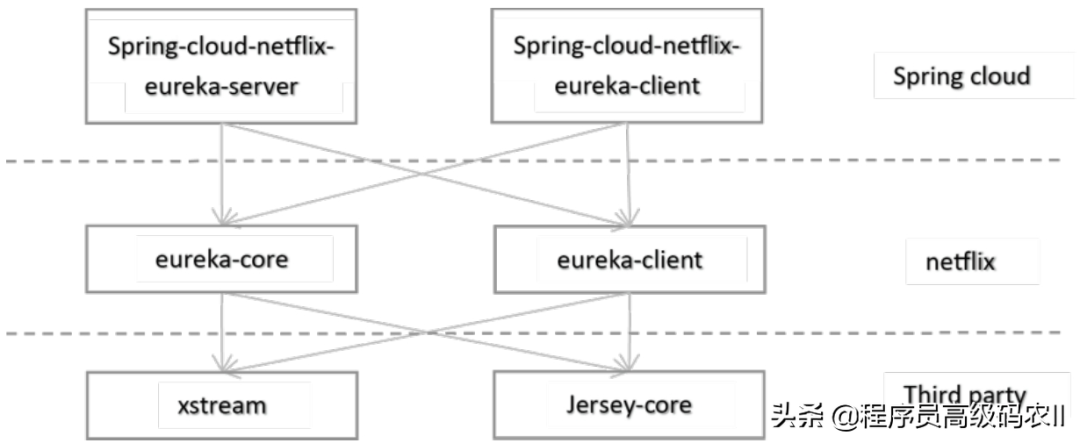 Spring-cloud-netflix-
eureka-server
Spring-cloud-netflix-
eureka-client
Spring cloud
eureka-core
eureka-client
netflix
xstream
Jersey-core
Third party
头条 @程序员高级码农II